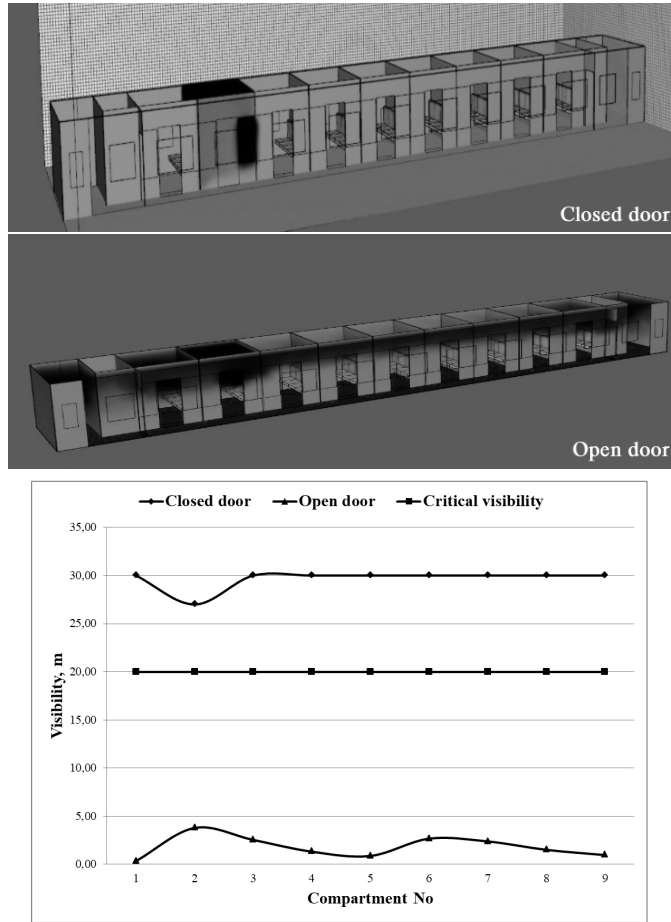 Closed door
Open door
Closed door Open door Critical visibility
35,00
30,00
25,00
20,00
15,00
10,00
5,00
0,00
Visibility, m
1 2 3 4 5 6 7 8 9
Compartment No